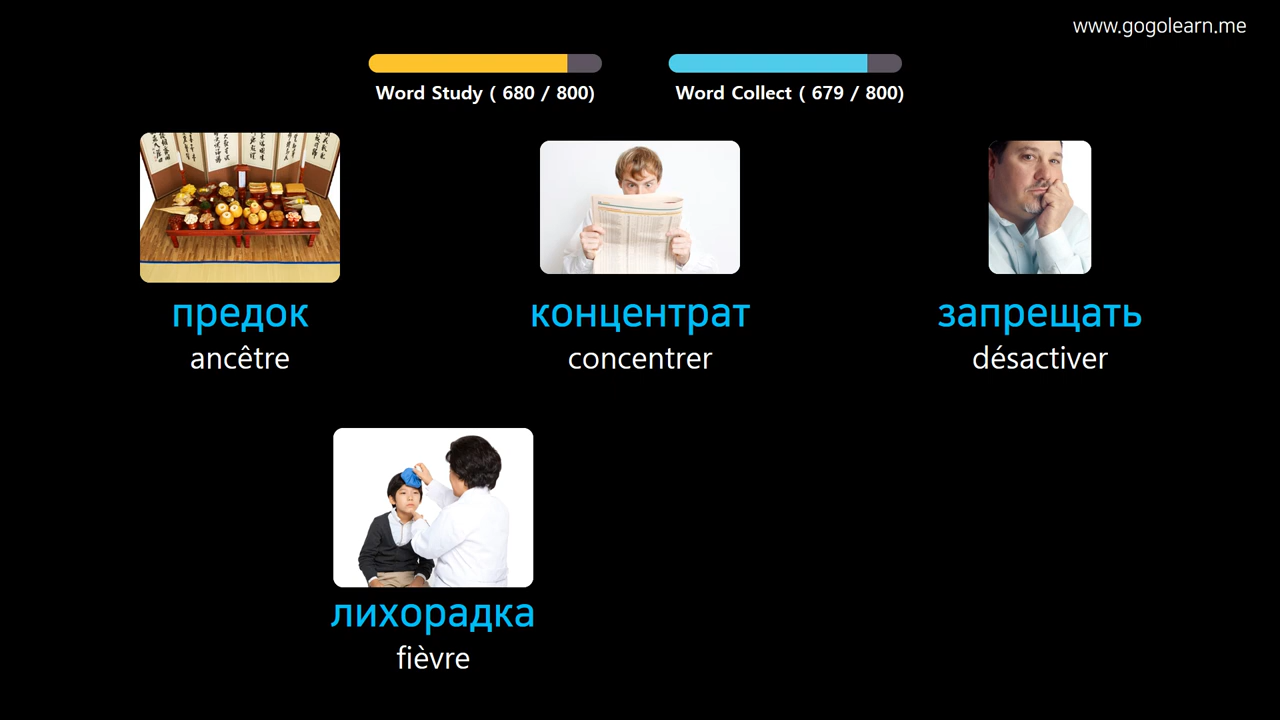 www.gogolearn.me
Word Study ( 680 / 800)
Word Collect ( 679 / 800)
предок
ancêtre
концентрат
concentrer
запрещать
désactiver
лихорадка
fièvre